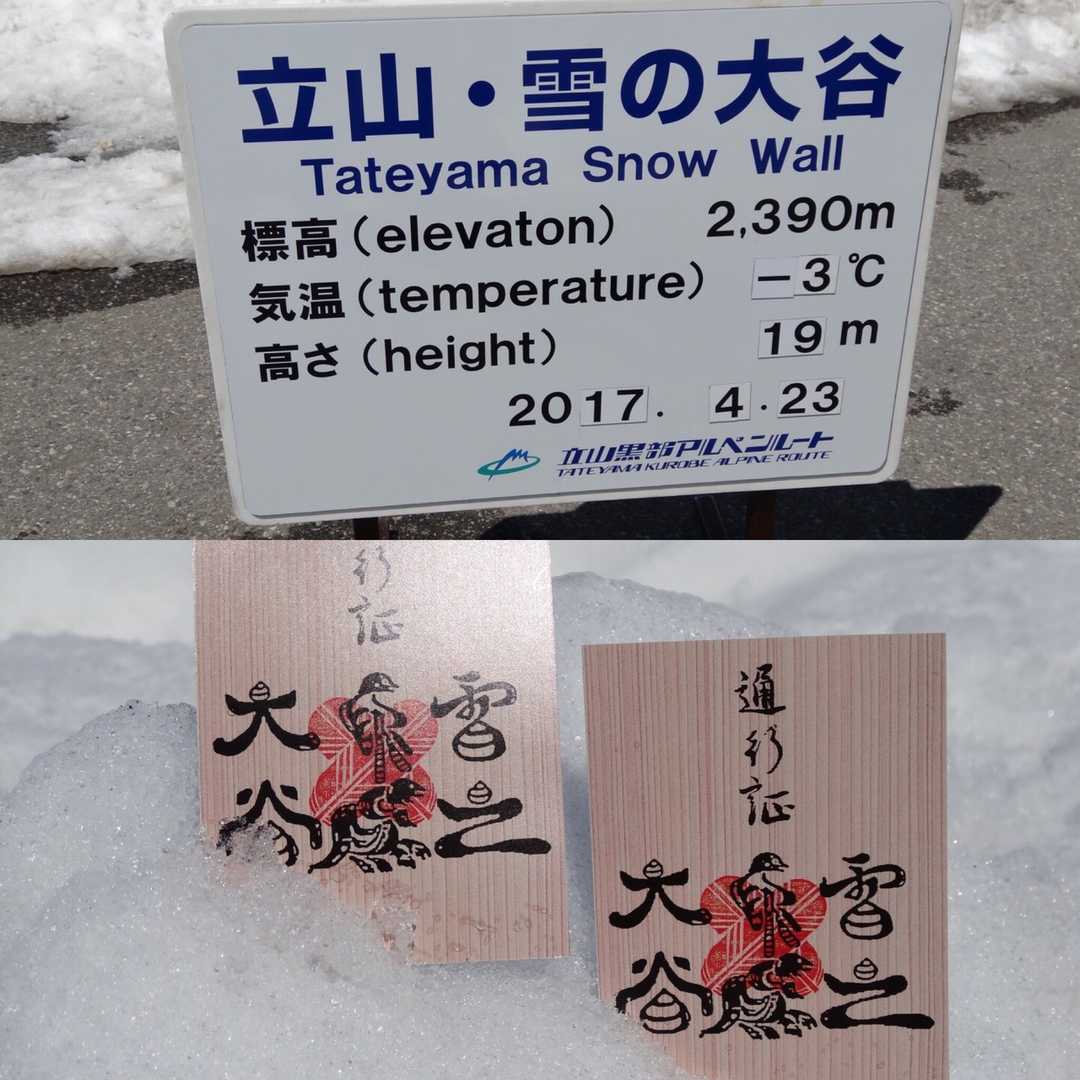 立山・雪の大谷
Tateyama Snow Wall
標高(elevaton) 2,390m
気温(temperature) -3℃
高さ(height) 19m
2017. 4.23
立山黒部アルペンルート
TATEYAMA KUROBE ALPINE ROUTE
行証
雪之
大谷
通行証
雪之
大谷